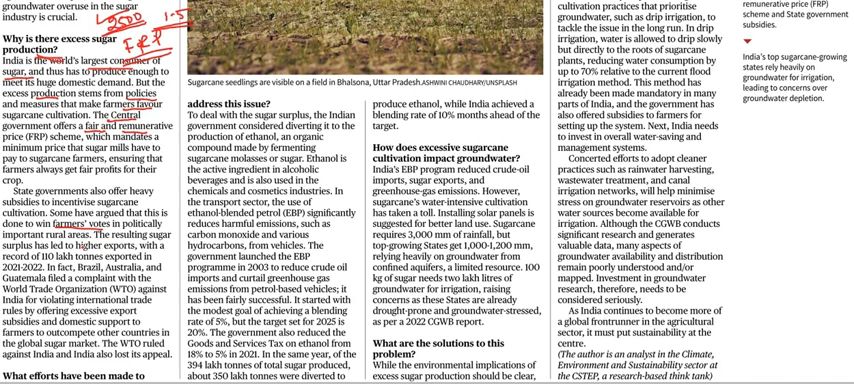 groundwater overuse in the sugar
industry is crucial.
2500 1.5
FRP
Why is there excess sugar
production?
India is the world's largest consumer of
sugar, and thus has to produce enough to
meet its huge domestic demand. But the
excess production stems from policies
and measures that make farmers favour
sugarcane cultivation. The Central
government offers a fair and remunerative
price (FRP) scheme, which mandates a
minimum price that sugar mills have to
pay to sugarcane farmers, ensuring that
farmers always get fair profits for their
crop.
State governments also offer heavy
subsidies to incentivise sugarcane
cultivation. Some have argued that this is
done to win farmers' votes in politically
important rural areas. The resulting sugar
surplus has led to higher exports, with a
record of 110 lakh tonnes exported in
2021-2022. In fact, Brazil, Australia, and
Guatemala filed a complaint with the
World Trade Organization (WTO) against
India for violating international trade
rules by offering excessive export
subsidies and domestic support to
farmers to outcompete other countries in
the global sugar market. The WTO ruled
against India and India also lost its appeal.
What efforts have been made to
Sugarcane seedlings are visible on a field in Bhalsona, Uttar Pradesh. ASHWINI CHAUDHARY/UNSPLASH
address this issue?
To deal with the sugar surplus, the Indian
government considered diverting it to the
production of ethanol, an organic
compound made by fermenting
sugarcane molasses or sugar. Ethanol is
the active ingredient in alcoholic
beverages and is also used in the
chemicals and cosmetics industries. In
the transport sector, the use of
ethanol-blended petrol (EBP) significantly
reduces harmful emissions, such as
carbon monoxide and various
hydrocarbons, from vehicles. The
government launched the EBP
programme in 2003 to reduce crude oil
imports and curtail greenhouse gas
emissions from petrol-based vehicles; it
has been fairly successful. It started with
the modest goal of achieving a blending
rate of 5%, but the target set for 2025 is
20%. The government also reduced the
Goods and Services Tax on ethanol from
18% to 5% in 2021. In the same year, of the
394 lakh tonnes of total sugar produced,
about 350 lakh tonnes were diverted to
produce ethanol, while India achieved a
blending rate of 10% months ahead of the
target.
How does excessive sugarcane
cultivation impact groundwater?
India's EBP program reduced crude-oil
imports, sugar exports, and
greenhouse-gas emissions. However,
sugarcane's water-intensive cultivation
has taken a toll. Installing solar panels is
suggested for better land use. Sugarcane
requires 3,000 mm of rainfall, but
top-growing States get 1,000-1,200 mm,
relying heavily on groundwater from
confined aquifers, a limited resource. 100
kg of sugar needs two lakh litres of
groundwater for irrigation, raising
concerns as these States are already
drought-prone and groundwater-stressed,
as per a 2022 CGWB report.
What are the solutions to this
problem?
While the environmental implications of
excess sugar production should be clear,
cultivation practices that prioritise
groundwater, such as drip irrigation, to
tackle the issue in the long run. In drip
irrigation, water is allowed to drip slowly
but directly to the roots of sugarcane
plants, reducing water consumption by
up to 70% relative to the current flood
irrigation method. This method has
already been made mandatory in many
parts of India, and the government has
also offered subsidies to farmers for
setting up the system. Next, India needs
to invest in overall water-saving and
management systems.
Concerted efforts to adopt cleaner
practices such as rainwater harvesting,
wastewater treatment, and canal
irrigation networks, will help minimise
stress on groundwater reservoirs as other
water sources become available for
irrigation. Although the CGWB conducts
significant research and generates
valuable data, many aspects of
groundwater availability and distribution
remain poorly understood and/or
mapped. Investment in groundwater
research, therefore, needs to be
considered seriously.
As India continues to become more of
a global frontrunner in the agricultural
sector, it must put sustainability at the
centre.
(The author is an analyst in the Climate,
Environment and Sustainability sector at
the CSTEP, a research-based think tank)
remunerative price (FRP)
scheme and State government
subsidies.
India's top sugarcane-growing
states rely heavily on
groundwater for irrigation,
leading to concerns over
groundwater depletion.